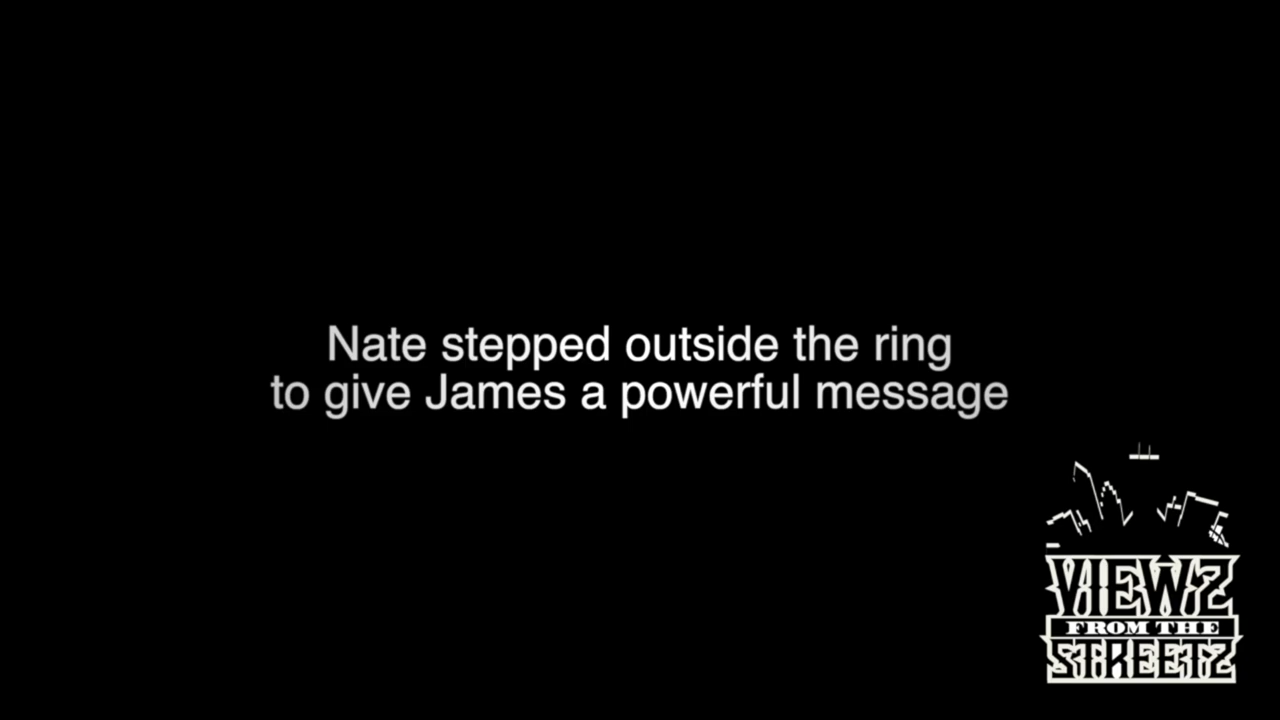 Nate stepped outside the ring
to give James a powerful message
VIEWZ
FROM THE
STREETZ